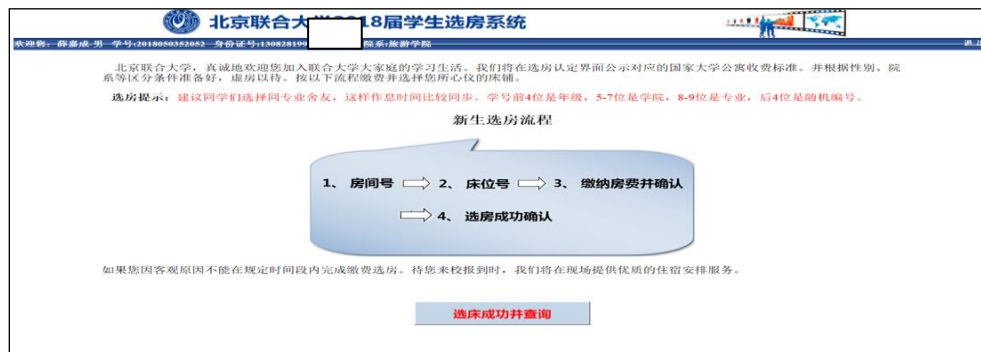 北京联合大 18届学生选房系统
欢迎您：薛嘉成-男 学号:2018050352052 身份证号:130828199 院系:旅游学院 退出
北京联合大学，真诚地欢迎您加入联合大学大家庭的学习生活。我们将在选房认定界面公示对应的国家大学公寓收费标准。并根据性别、院
系等区分条件准备好，虚房以待。按以下流程缴费并选择您所心仪的床铺。
选房提示：建议同学们选择同专业舍友，这样作息时间比较同步。学号前4位是年级，5-7位是学院，8-9位是专业，后4位是随机编号。
新生选房流程
1、 房间号 2、 床位号 3、 缴纳房费并确认
4、 选房成功确认
如果您因客观原因不能在规定时间段内完成缴费选房。待您来校报到时，我们将在现场提供优质的住宿安排服务。
选床成功并查询